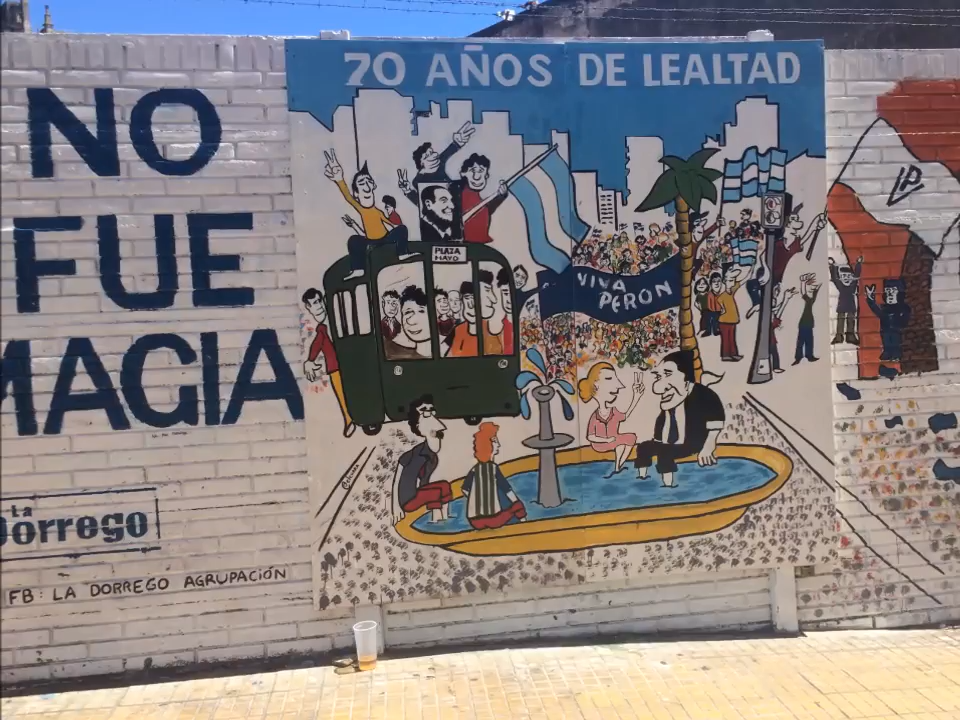 NO
FUE
MAGIA
La
Dorrego
FB: LA DORREGO AGRUPACIÓN
70 AÑOS DE LEALTAD
PLAZA
MAYO
VIVA
PERON